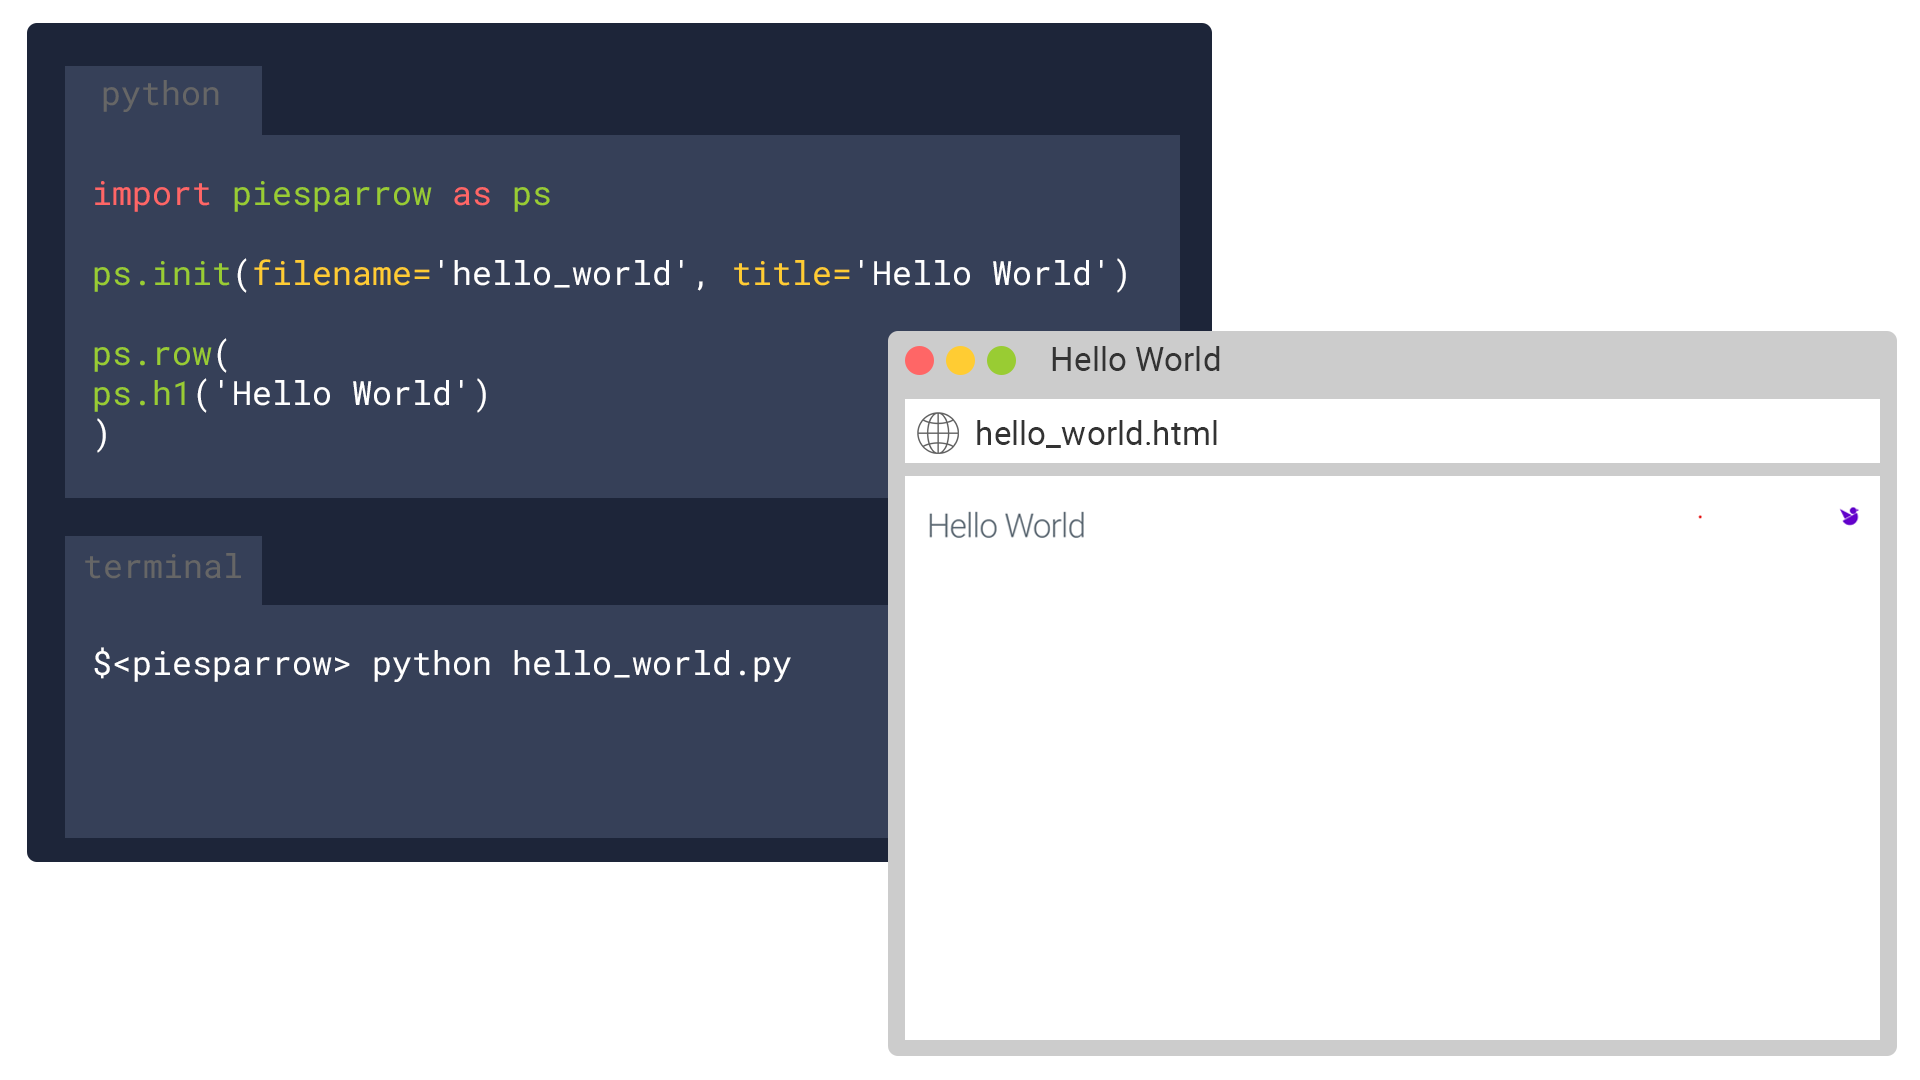 python
import piesparrow as ps
ps.init(filename='hello_world', title='Hello World')
ps.row(
ps.h1('Hello World')
)
terminal
$<piesparrow> python hello_world.py
Hello World
hello_world.html
Hello World